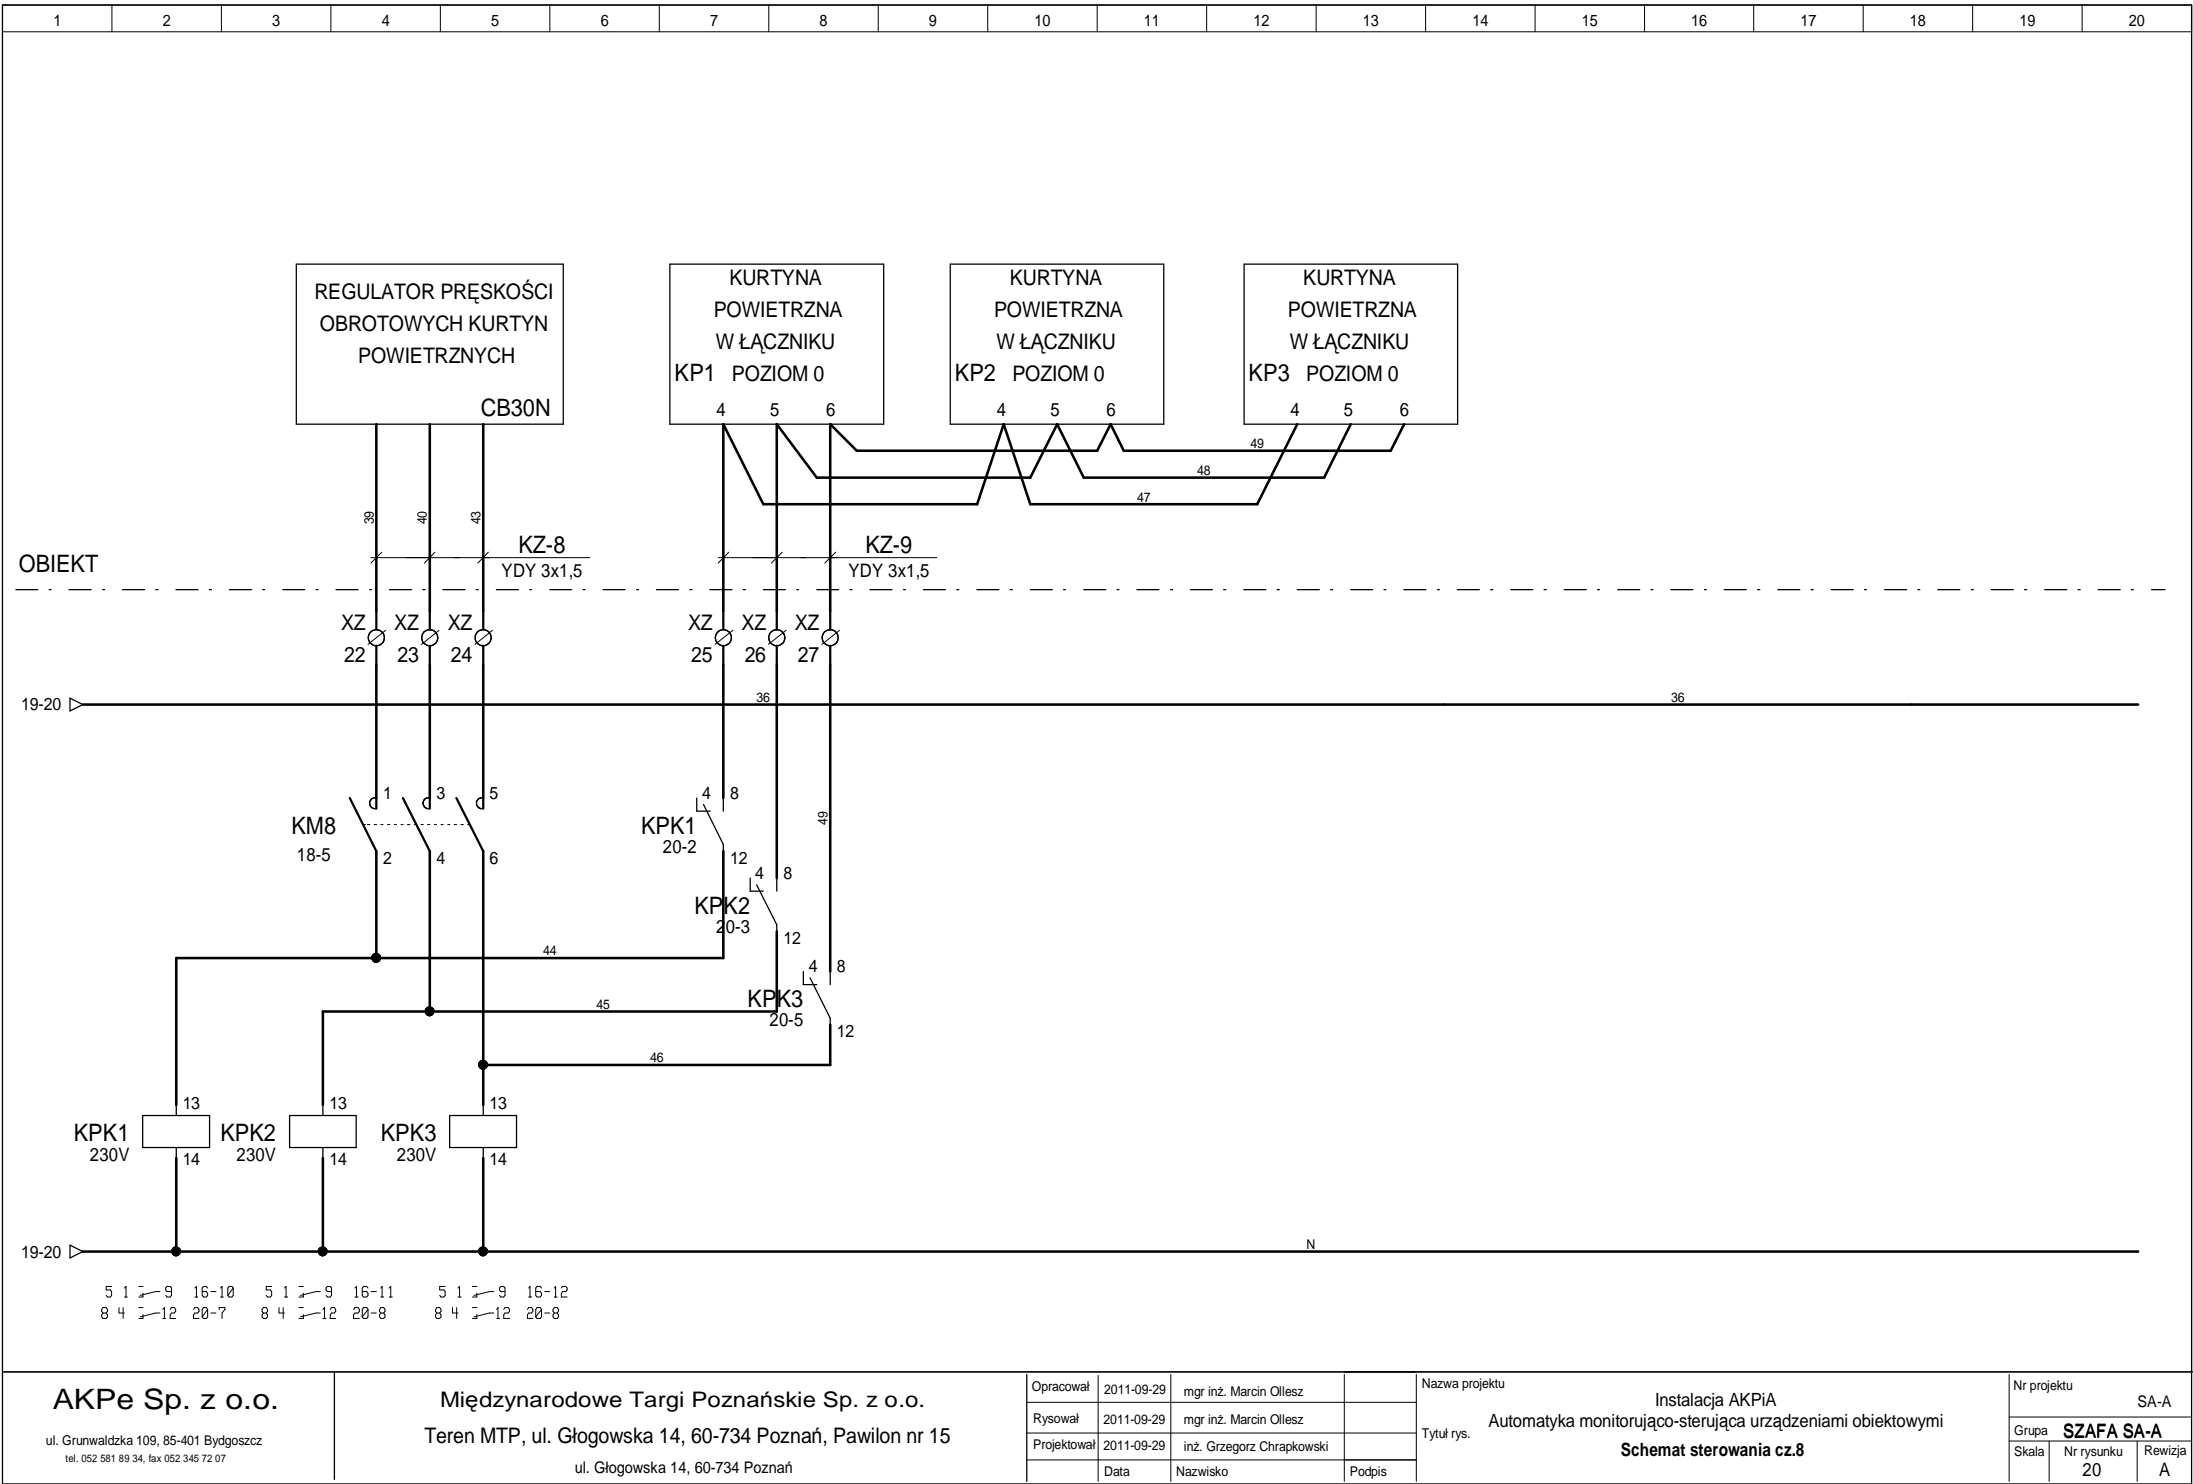 1 2 3 4 5 6 7 8 9 10 11 12 13 14 15 16 17 18 19 20
REGULATOR PRĘSKOŚCI
OBROTOWYCH KURTYN
POWIETRZNYCH
CB30N
KURTYNA
POWIETRZNA
W ŁĄCZNIKU
KP1 POZIOM 0
4 5 6
KURTYNA
POWIETRZNA
W ŁĄCZNIKU
KP2 POZIOM 0
4 5 6
KURTYNA
POWIETRZNA
W ŁĄCZNIKU
KP3 POZIOM 0
4 5 6
49
48
47
39 40 43
KZ-8
YDY 3x1,5
KZ-9
YDY 3x1,5
OBIEKT
XZ XZ XZ XZ XZ XZ
22 23 24 25 26 27
19-20 36 36
1 3 5
KM8
18-5
2 4 6
4 8
KPK1
20-2
12
49
4 8
KPK2
20-3
12
44
4 8
KPK3
20-5
12
45
46
13 13 13
KPK1 KPK2 KPK3
230V 230V 230V
14 14 14
19-20 N
5 1 9 16-10 5 1 9 16-11 5 1 9 16-12
8 4 12 20-7 8 4 12 20-8 8 4 12 20-8
AKPe Sp. z o.o.
ul. Grunwaldzka 109, 85-401 Bydgoszcz
tel. 052 581 89 34, fax 052 345 72 07
Międzynarodowe Targi Poznańskie Sp. z o.o.
Teren MTP, ul. Głogowska 14, 60-734 Poznań, Pawilon nr 15
ul. Głogowska 14, 60-734 Poznań
Opracował 2011-09-29 mgr inż. Marcin Ollesz
Rysował 2011-09-29 mgr inż. Marcin Ollesz
Projektował 2011-09-29 inż. Grzegorz Chrapkowski
Data Nazwisko Podpis
Nazwa projektu
Instalacja AKPiA
Automatyka monitorująco-sterująca urządzeniami obiektowymi
Tytuł rys.
Schemat sterowania cz.8
Nr projektu
SA-A
Grupa SZAFA SA-A
Skala Nr rysunku Rewizja
20 A